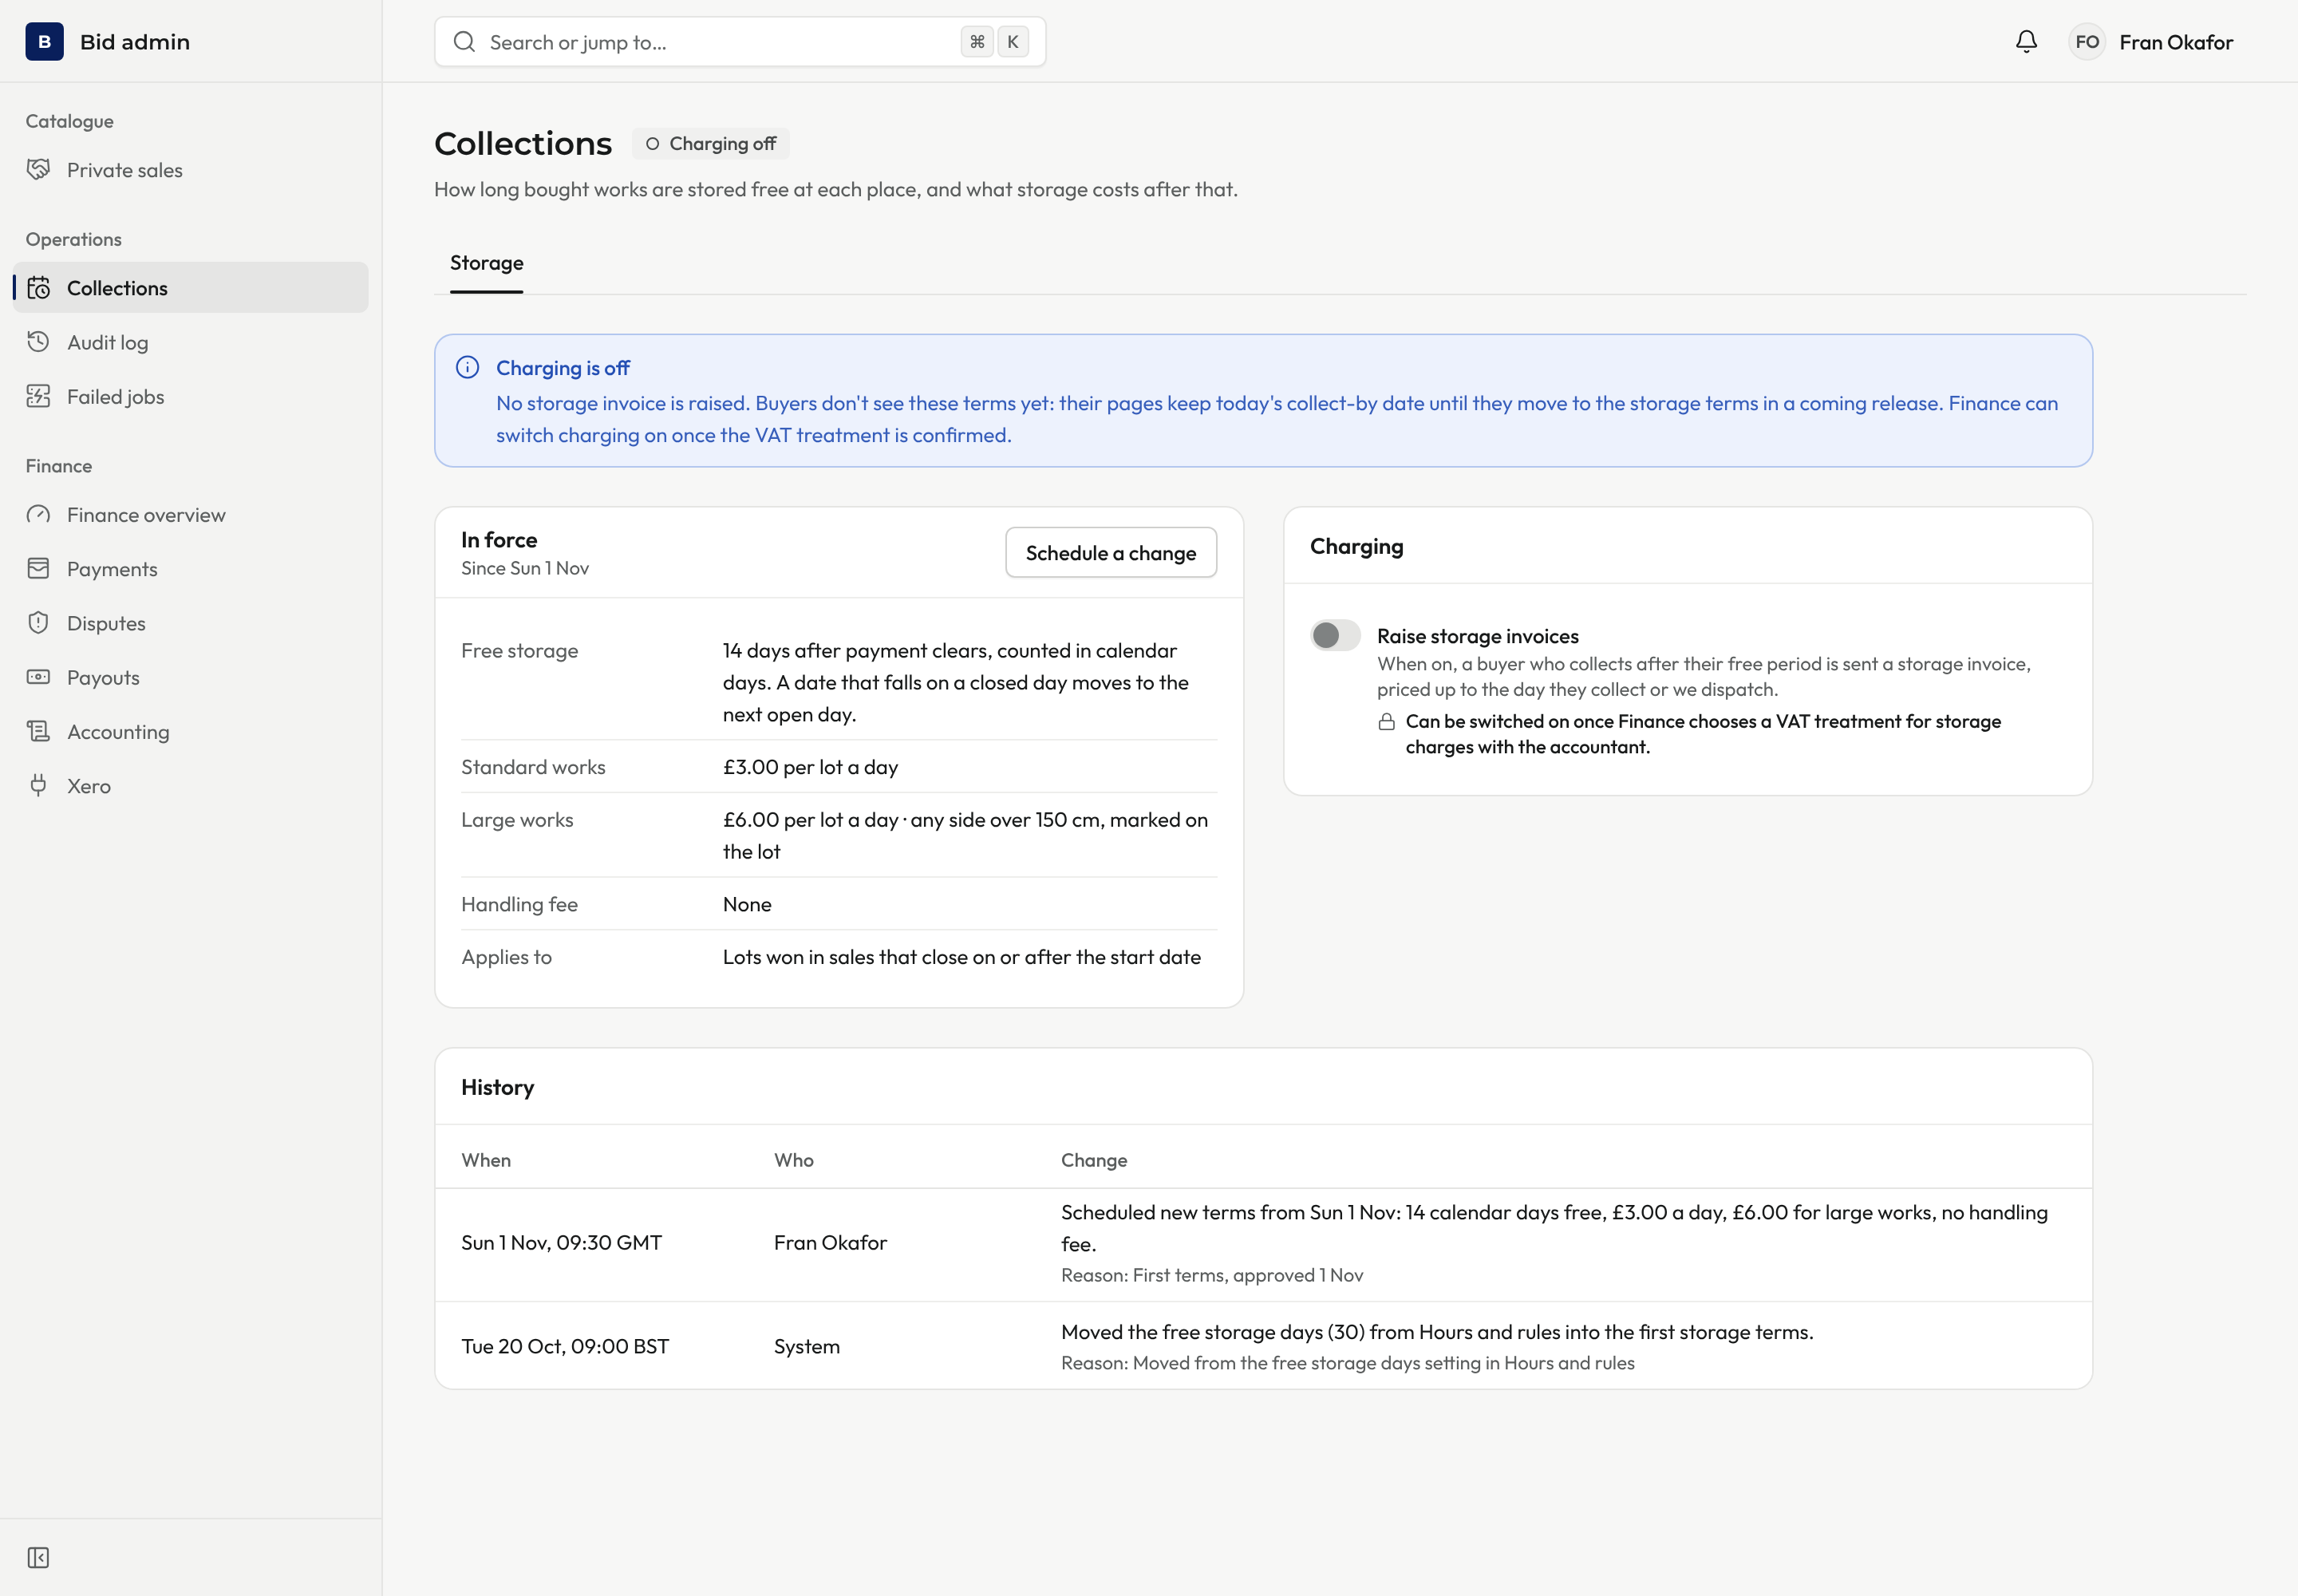 B Bid admin
Search or jump to...
⌘ K
FO Fran Okafor
Catalogue
Private sales
Operations
Collections
Audit log
Failed jobs
Finance
Finance overview
Payments
Disputes
Payouts
Accounting
Xero
Collections
Charging off
How long bought works are stored free at each place, and what storage costs after that.
Storage
Charging is off
No storage invoice is raised. Buyers don't see these terms yet: their pages keep today's collect-by date until they move to the storage terms in a coming release. Finance can
switch charging on once the VAT treatment is confirmed.
In force
Since Sun 1 Nov
Schedule a change
Free storage
14 days after payment clears, counted in calendar
days. A date that falls on a closed day moves to the
next open day.
Standard works
£3.00 per lot a day
Large works
£6.00 per lot a day · any side over 150 cm, marked on
the lot
Handling fee
None
Applies to
Lots won in sales that close on or after the start date
Charging
Raise storage invoices
When on, a buyer who collects after their free period is sent a storage invoice,
priced up to the day they collect or we dispatch.
Can be switched on once Finance chooses a VAT treatment for storage
charges with the accountant.
History
When Who Change
Sun 1 Nov, 09:30 GMT
Fran Okafor
Scheduled new terms from Sun 1 Nov: 14 calendar days free, £3.00 a day, £6.00 for large works, no handling
fee.
Reason: First terms, approved 1 Nov
Tue 20 Oct, 09:00 BST
System
Moved the free storage days (30) from Hours and rules into the first storage terms.
Reason: Moved from the free storage days setting in Hours and rules